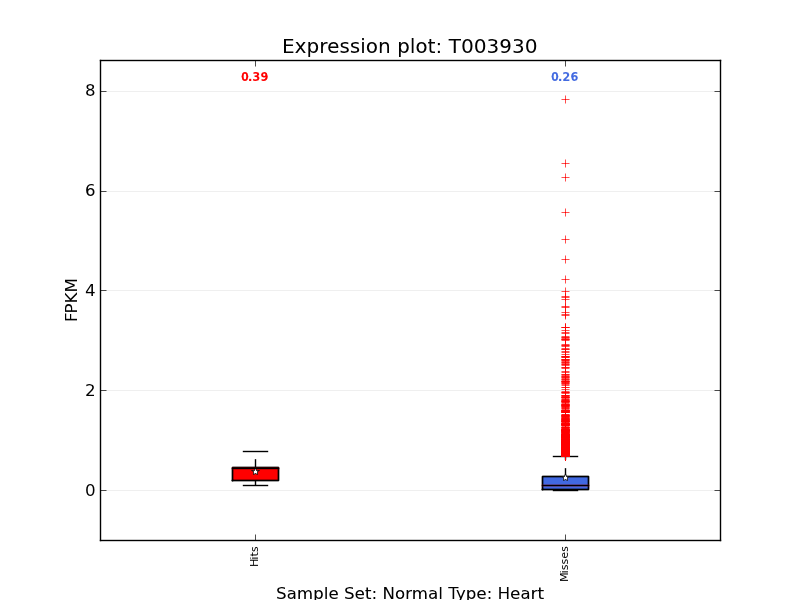 Expression plot: T003930
0.39 0.26
8
6
4
2
0
FPKM
Hits Misses
Sample Set: Normal Type: Heart